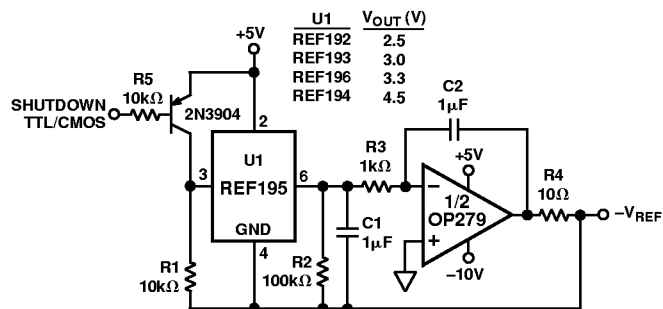 U1 VOUT (V)
REF192 2.5
REF193 3.0
REF196 3.3
REF194 4.5
+5V
R5
10kΩ
SHUTDOWN
TTL/CMOS
2N3904
2
U1
REF195
3
6
GND
4
R1
10kΩ
R2
100kΩ
C1
1μF
R3
1kΩ
C2
1μF
+5V
−
1/2
OP279
+
−10V
R4
10Ω
−VREF